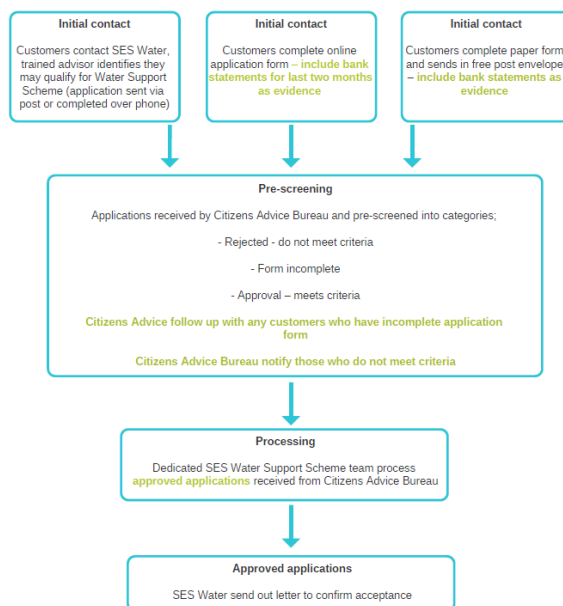 Initial contact
Customers contact SES Water,
trained advisor identifies they
may qualify for Water Support
Scheme (application sent via
post or completed over phone)
Initial contact
Customers complete online
application form – include bank
statements for last two months
as evidence
Initial contact
Customers complete paper form
and sends in free post envelope
– include bank statements as
evidence
Pre-screening
Applications received by Citizens Advice Bureau and pre-screened into categories;
- Rejected - do not meet criteria
- Form incomplete
- Approval – meets criteria
Citizens Advice follow up with any customers who have incomplete application
form
Citizens Advice Bureau notify those who do not meet criteria
Processing
Dedicated SES Water Support Scheme team process
approved applications received from Citizens Advice Bureau
Approved applications
SES Water send out letter to confirm acceptance